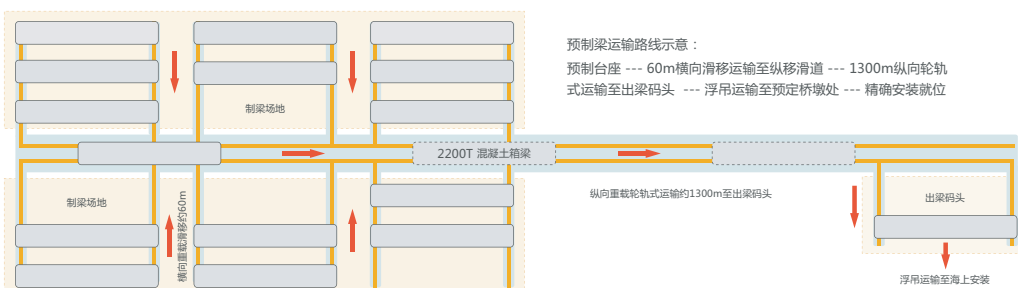 预制梁运输路线示意：
预制台座 --- 60m横向滑移运输至纵移滑道 --- 1300m纵向轮轨
式运输至出梁码头 --- 浮吊运输至预定桥墩处 --- 精确安装就位
制梁场地
2200T 混凝土箱梁
制梁场地
横向重载滑移约60m
纵向重载轮轨式运输约1300m至出梁码头
出梁码头
浮吊运输至海上安装